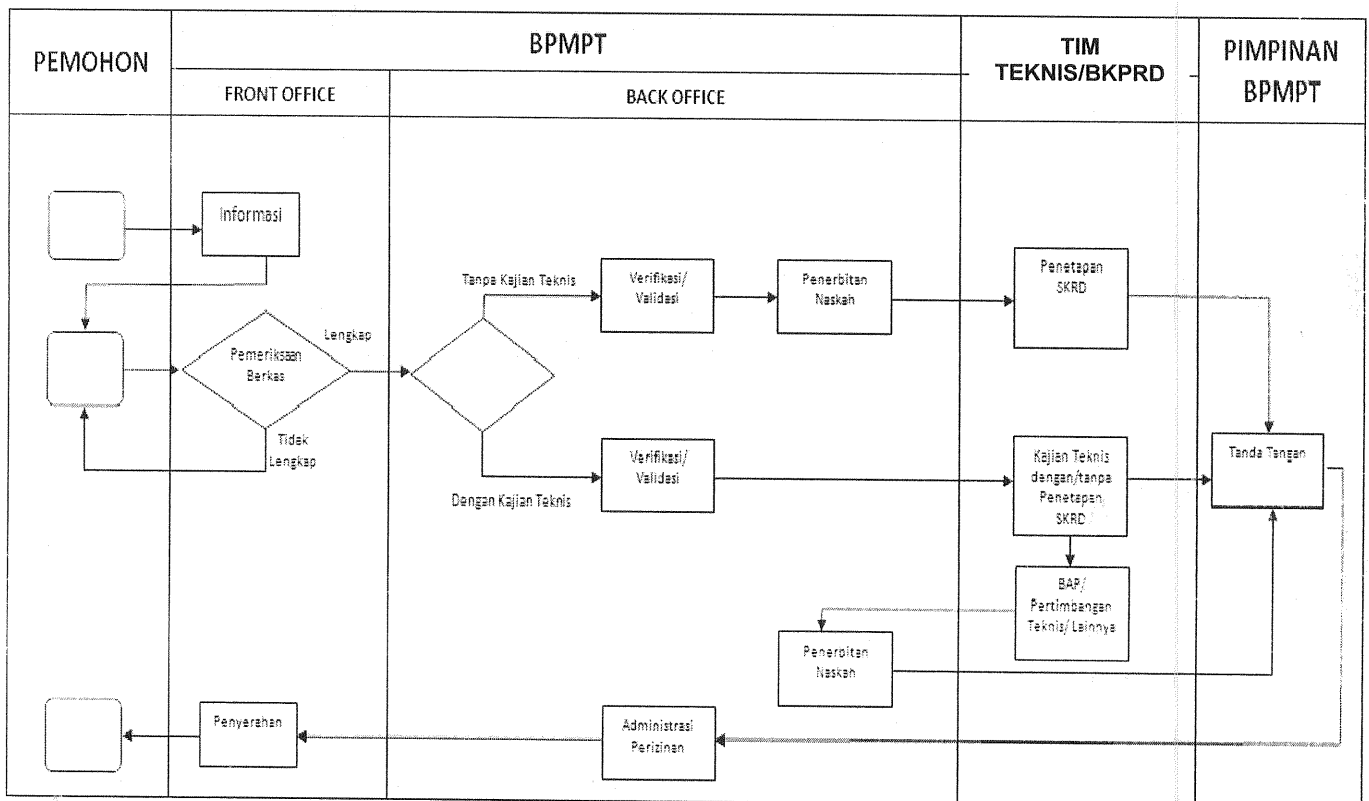 PEMOHON
BPMPT
TIM
TEKNIS/BKPRD
PIMPINAN
BPMPT
FRONT OFFICE
BACK OFFICE
Informasi
Tanpa Kajian Teknis
Verifikasi/
Validasi
Penerbitan
Naskah
Penetapan
SKRD
Lengkap
Pemeriksaan
Berkas
Tidak
Lengkap
Dengan Kajian Teknis
Verifikasi/
Validasi
Kajian Teknis
dengan/tanpa
Penetapan
SKRD
Tanda Tangan
BAP/
Pertimbangan
Teknis/ Lainnya
Penerbitan
Naskah
Penyerahan
Administrasi
Perizinan